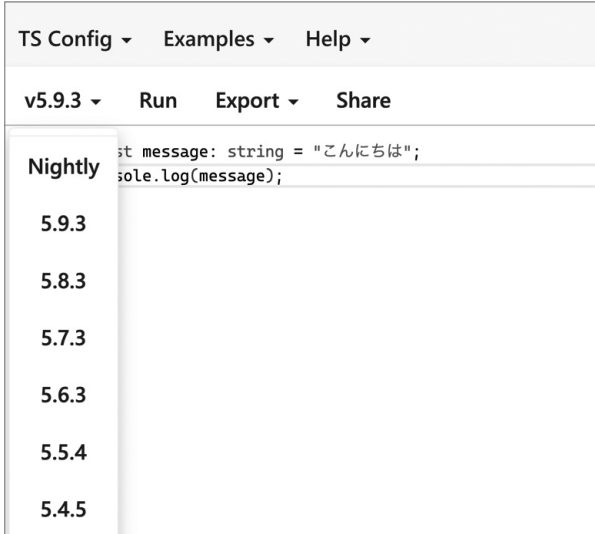 TS Config Examples Help
v5.9.3 Run Export Share
st message: string = "こんにちは";
sole.log(message);
Nightly
5.9.3
5.8.3
5.7.3
5.6.3
5.5.4
5.4.5